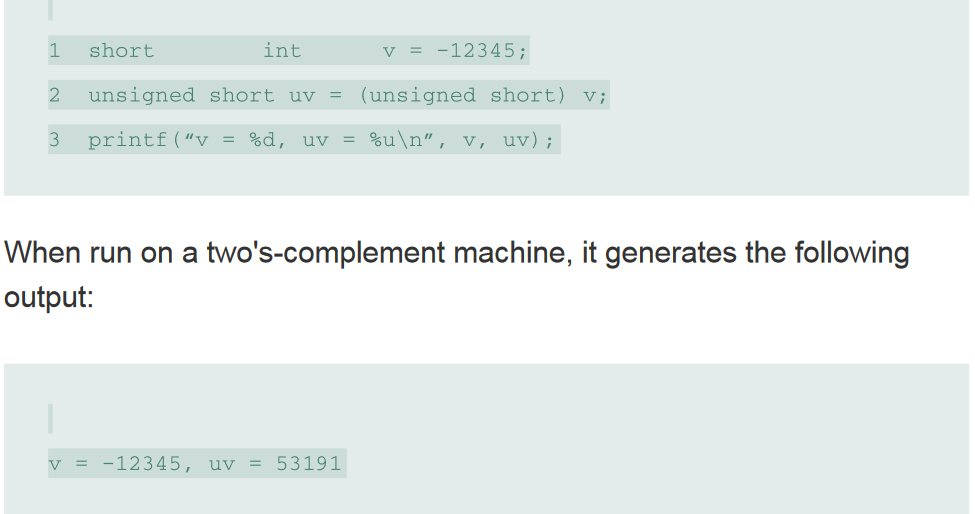 1 short int v = -12345;
2 unsigned short uv = (unsigned short) v;
3 printf(“v = %d, uv = %u\n”, v, uv);
When run on a two's-complement machine, it generates the following
output:
v = -12345, uv = 53191